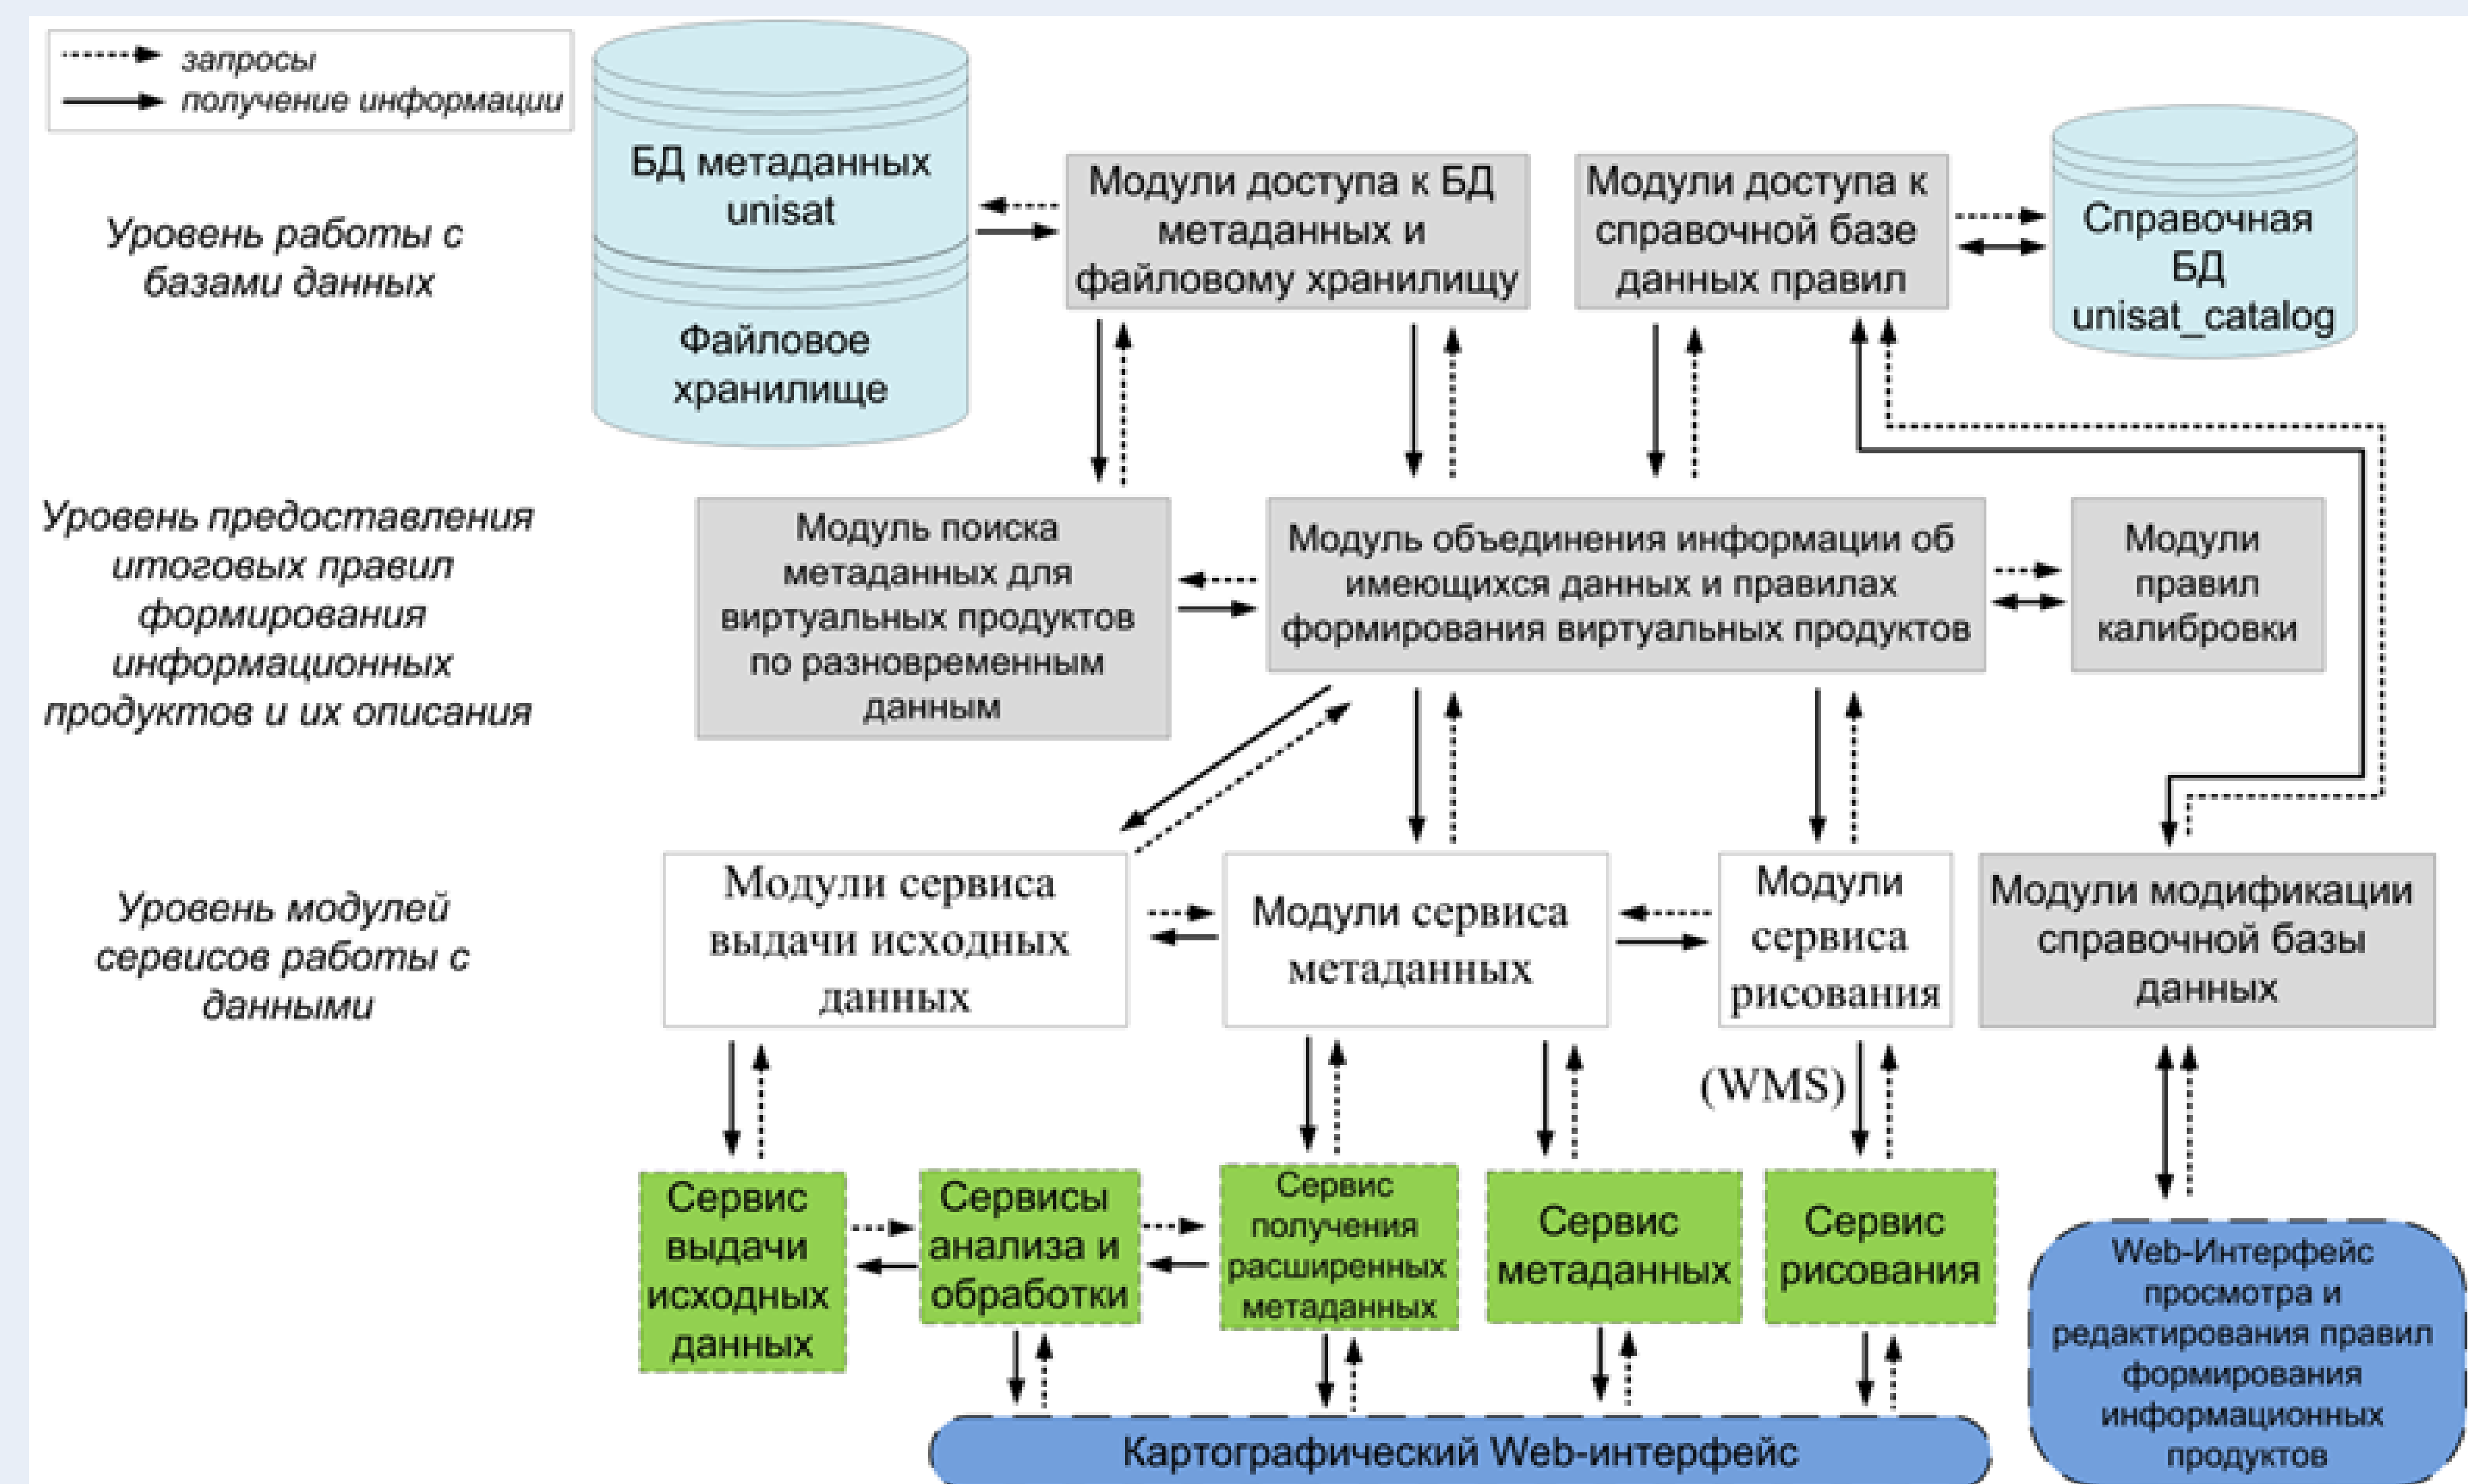 запросы
получение информации
БД метаданных
unisat
Файловое
хранилище
Модули доступа к БД
метаданных и
файловому хранилищу
Модули доступа к
справочной базе
данных правил
Справочная
БД
unisat_catalog
Уровень работы с
базами данных
Уровень предоставления
итоговых правил
формирования
информационных
продуктов и их описания
Модуль поиска
метаданных для
виртуальных продуктов
по разновременным
данным
Модуль объединения информации об
имеющихся данных и правилах
формирования виртуальных продуктов
Модули
правил
калибровки
Уровень модулей
сервисов работы с
данными
Модули сервиса
выдачи исходных
данных
Модули сервиса
метаданных
Модули
сервиса
рисования
Модули модификации
справочной базы
данных
(WMS)
Сервис
выдачи
исходных
данных
Сервисы
анализа и
обработки
Сервис
получения
расширенных
метаданных
Сервис
метаданных
Сервис
рисования
Web-Интерфейс
просмотра и
редактирования правил
формирования
информационных
продуктов
Картографический Web-интерфейс